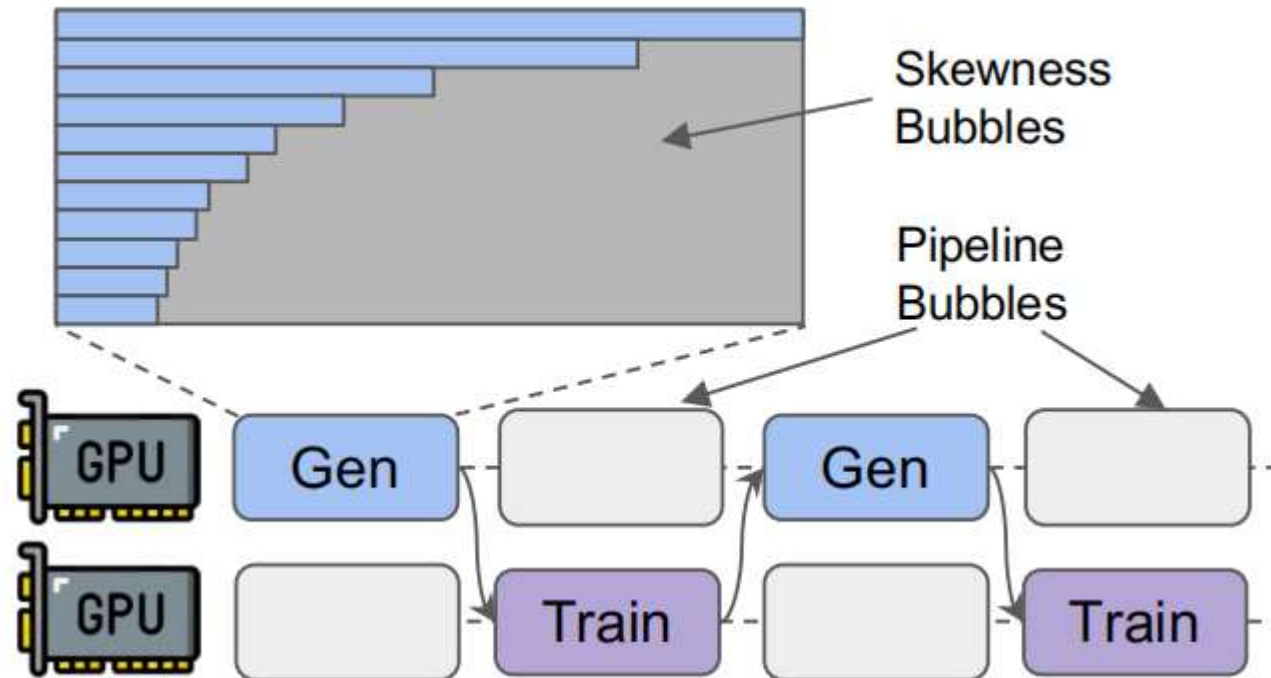 Skewness
Bubbles
Pipeline
Bubbles
GPU
Gen
Gen
GPU
Train
Train